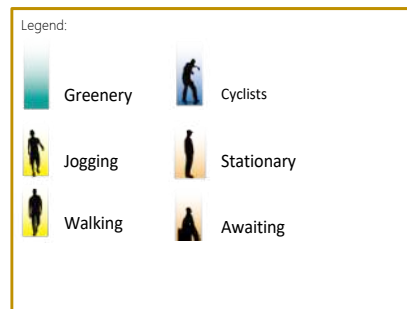 Legend:
Greenery
Cyclists
Jogging
Stationary
Walking
Awaiting